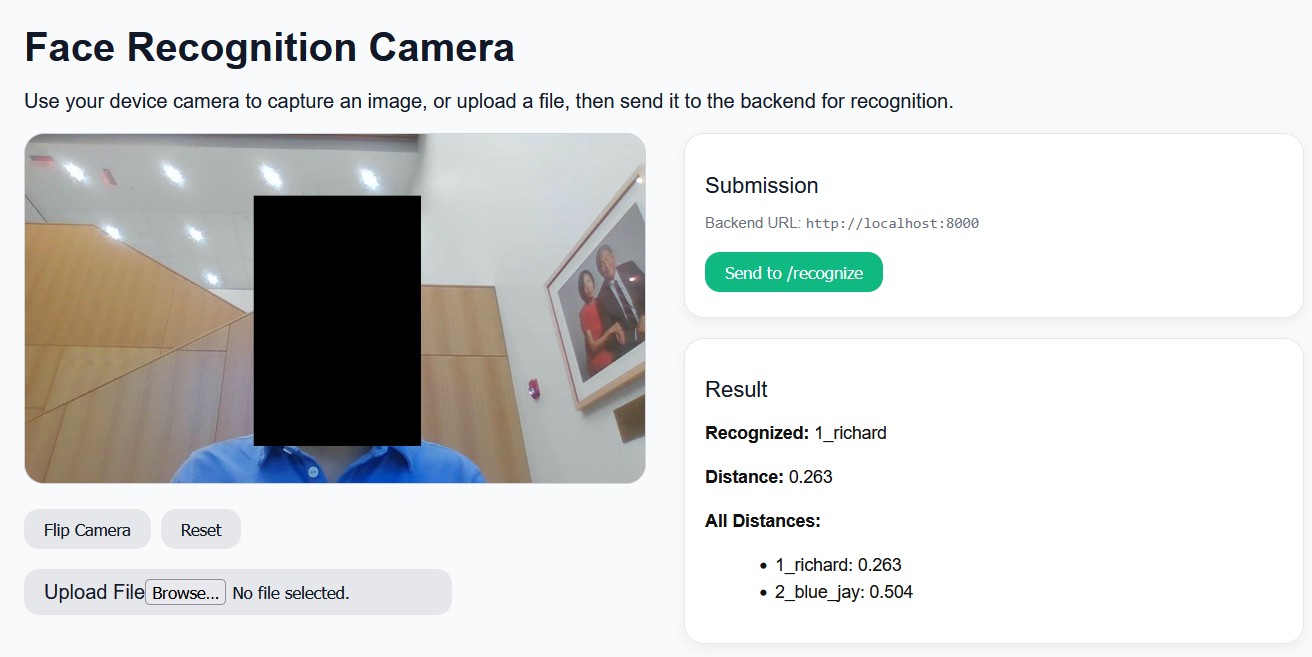 Face Recognition Camera
Use your device camera to capture an image, or upload a file, then send it to the backend for recognition.
Flip Camera
Reset
Upload File Browse... No file selected.
Submission
Backend URL: http://localhost:8000
Send to /recognize
Result
Recognized: 1_richard
Distance: 0.263
All Distances:
1_richard: 0.263
2_blue_jay: 0.504